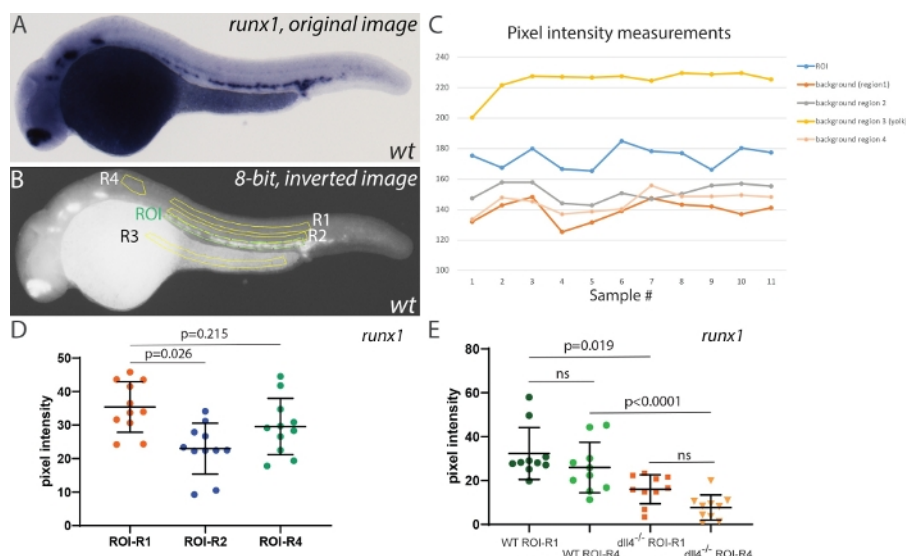 A
runx1, original image
wt
B
8-bit, inverted image
R4
ROI
R3
R1
R2
wt
C
Pixel intensity measurements
240
220
200
180
160
140
120
100
1 2 3 4 5 6 7 8 9 10 11
Sample #
ROI
background (region1)
background region 2
background region 3 (yolk)
background region 4
D
runx1
p=0.215
p=0.026
pixel intensity
50
40
30
20
10
0
ROI-R1 ROI-R2 ROI-R4
E
runx1
p=0.019
ns
p<0.0001
ns
pixel intensity
80
60
40
20
0
WT ROI-R1 WT ROI-R4 dll4-/- ROI-R1 dll4-/- ROI-R4